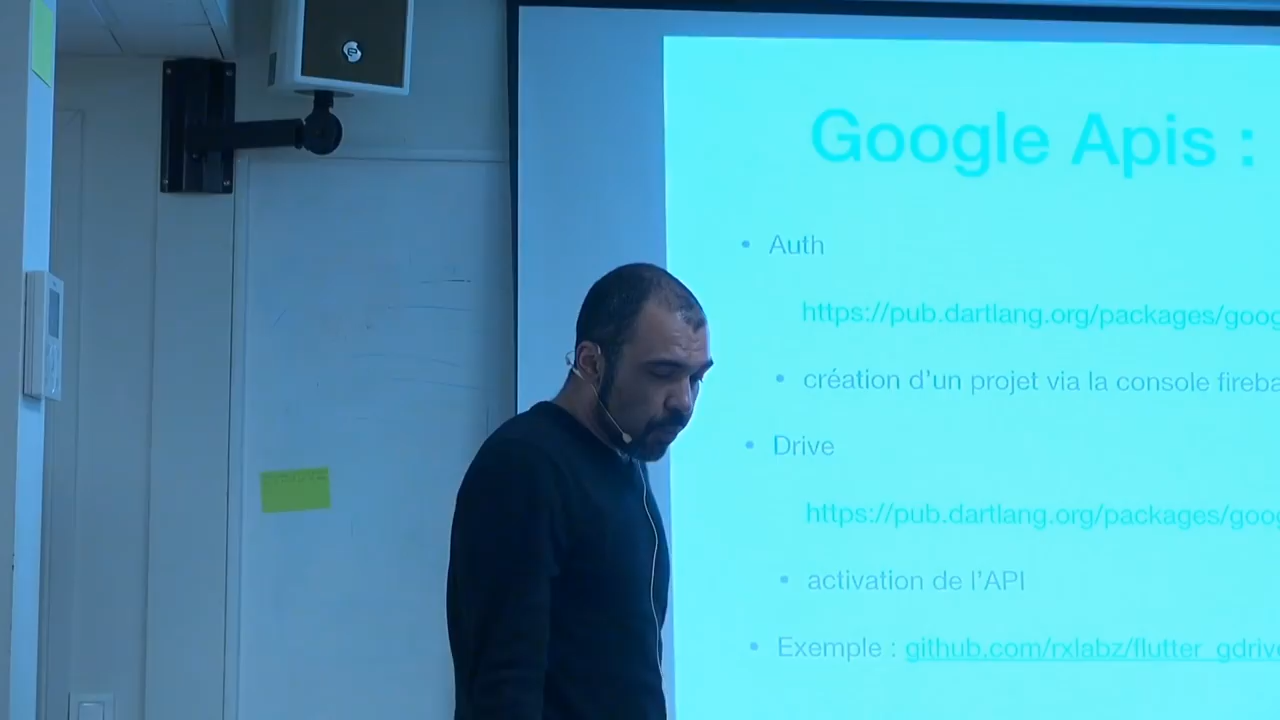 Google Apis :
• Auth
https://pub.dartlang.org/packages/goog
• création d'un projet via la console fireba
• Drive
https://pub.dartlang.org/packages/goo
• activation de l'API
• Exemple : github.com/rxlabz/flutter_gdrive